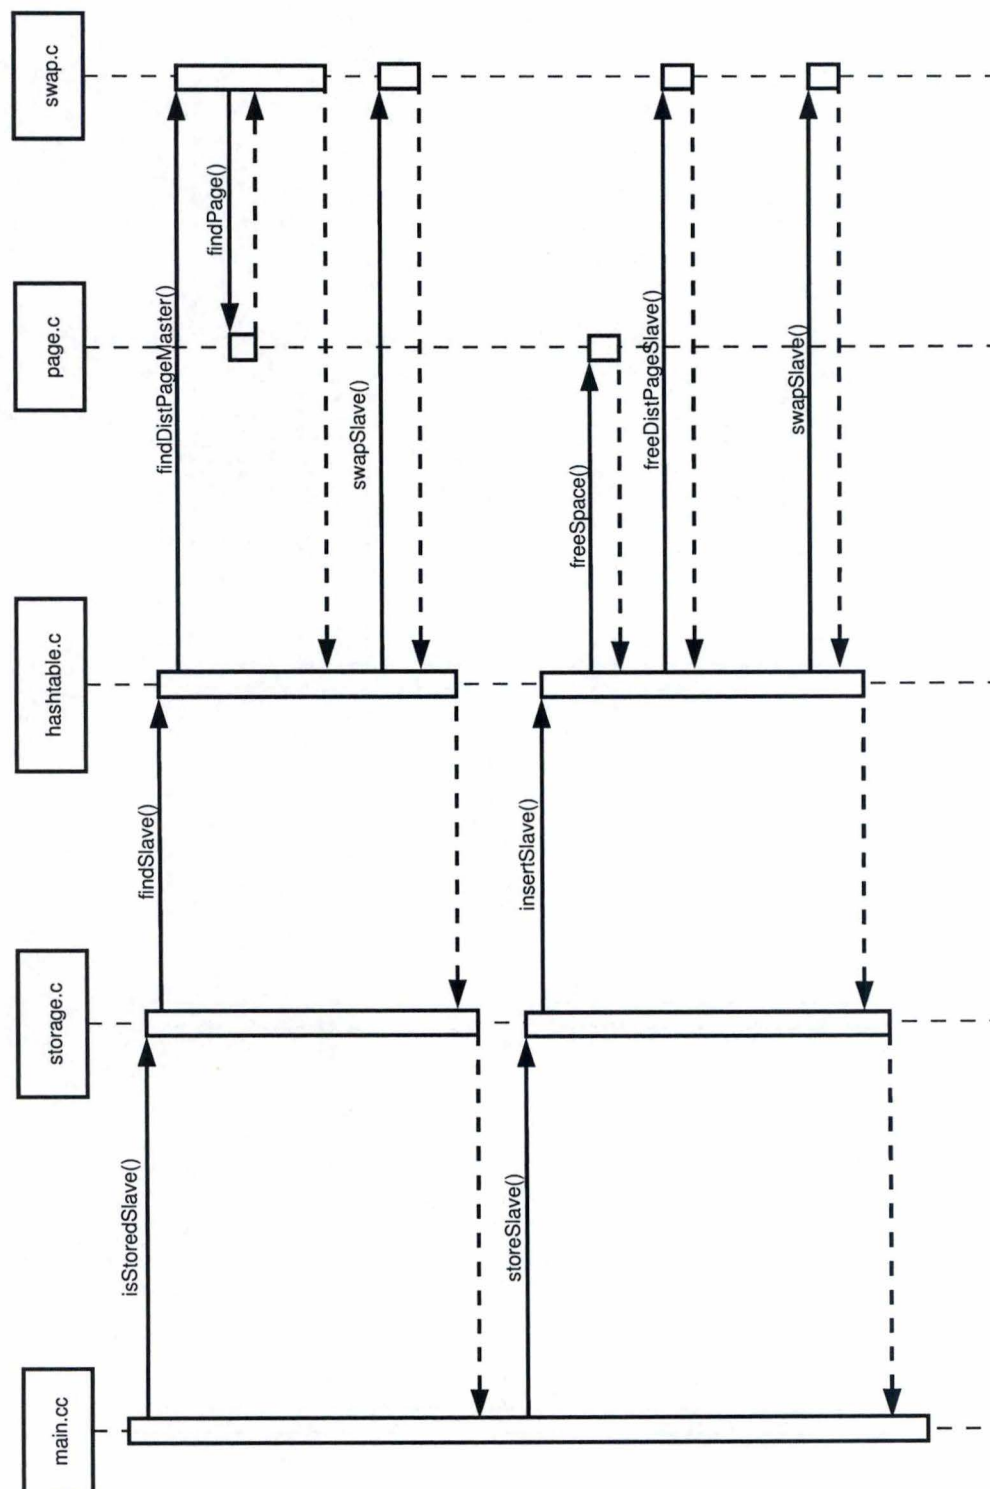 main.cc
storage.c
hashtable.c
page.c
swap.c
isStoredSlave()
findSlave()
findDistPageMaster()
findPage()
swapSlave()
storeSlave()
insertSlave()
freeSpace()
freeDistPageSlave()
swapSlave()